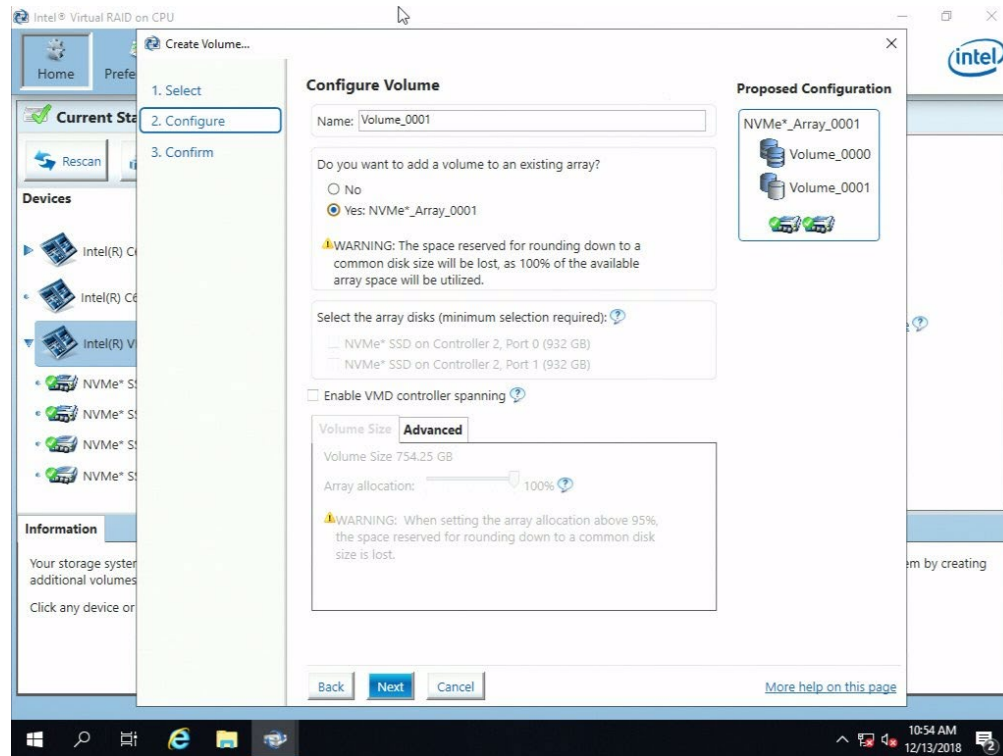 Intel® Virtual RAID on CPU
Home
intel
Current
Rescan
Devices
Intel(R)
Intel(R)
Intel(R)
NVMe*
NVMe*
NVMe*
NVMe*
Information
Your storage
em by creating
additional volumes
Click any device or
Create Volume...
1. Select
2. Configure
3. Confirm
Configure Volume
Name: Volume_0001
Do you want to add a volume to an existing array?
No
Yes: NVMe*_Array_0001
WARNING: The space reserved for rounding down to a
common disk size will be lost, as 100% of the available
array space will be utilized.
Select the array disks (minimum selection required):
NVMe* SSD on Controller 2, Port 0 (932 GB)
NVMe* SSD on Controller 2, Port 1 (932 GB)
Enable VMD controller spanning
Volume Size
Advanced
Volume Size 754.25 GB
Array allocation: 100%
WARNING: When setting the array allocation above 95%,
the space reserved for rounding down to a common disk
size is lost.
Proposed Configuration
NVMe*_Array_0001
Volume_0000
Volume_0001
Back
Next
Cancel
More help on this page
10:54 AM
12/13/2018
2